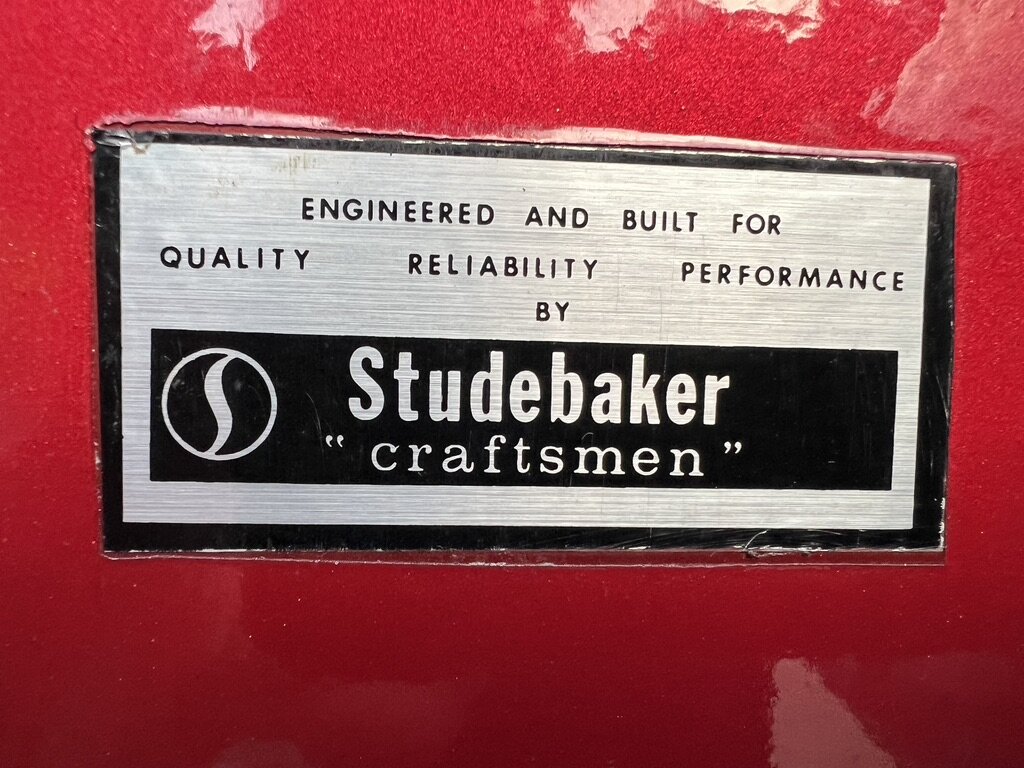 ENGINEERED AND BUILT FOR
QUALITY RELIABILITY PERFORMANCE
BY
Studebaker
" craftsmen "